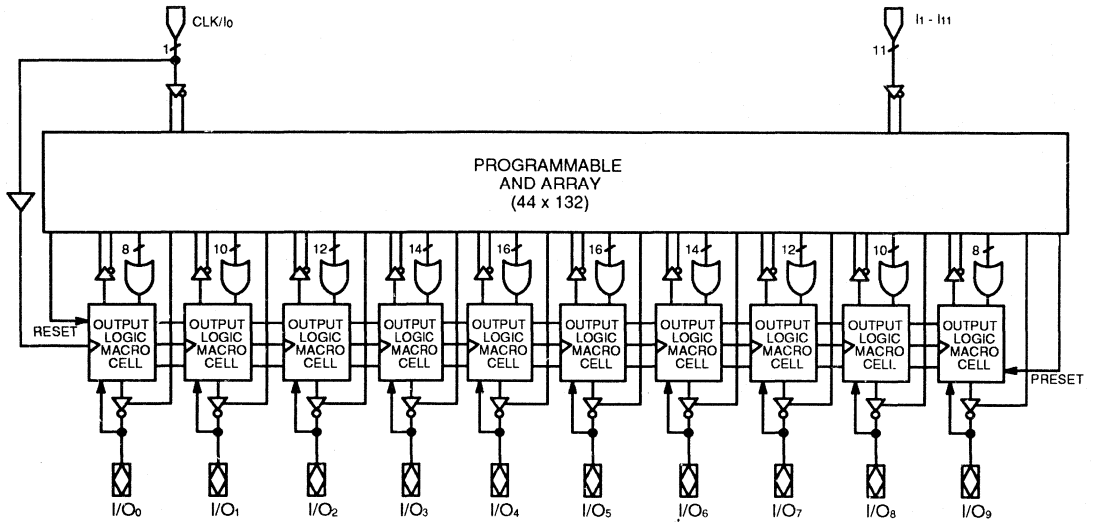 CLK/I0
I1 - I11
1
11
PROGRAMMABLE
AND ARRAY
(44 x 132)
8 10 12 14 16 16 14 12 10 8
RESET
OUTPUT
LOGIC
MACRO
CELL
OUTPUT
LOGIC
MACRO
CELL
OUTPUT
LOGIC
MACRO
CELL
OUTPUT
LOGIC
MACRO
CELL
OUTPUT
LOGIC
MACRO
CELL
OUTPUT
LOGIC
MACRO
CELL
OUTPUT
LOGIC
MACRO
CELL
OUTPUT
LOGIC
MACRO
CELL
OUTPUT
LOGIC
MACRO
CELL
OUTPUT
LOGIC
MACRO
CELL
PRESET
I/O0 I/O1 I/O2 I/O3 I/O4 I/O5 I/O6 I/O7 I/O8 I/O9